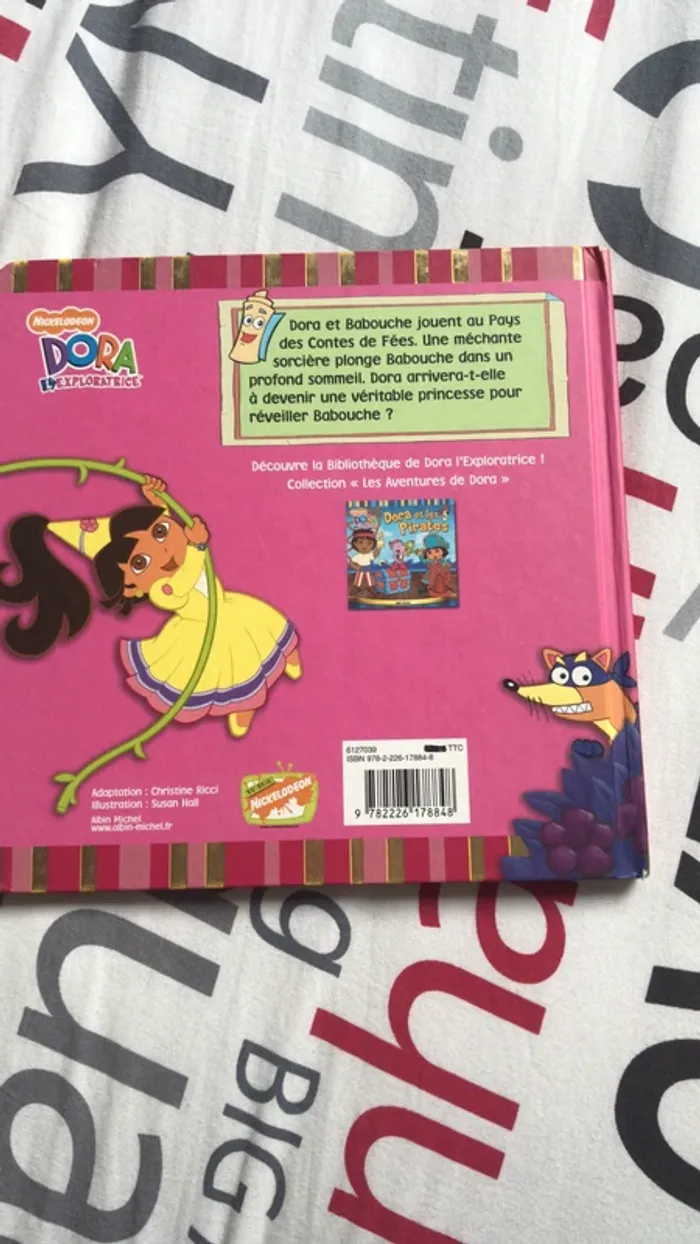 NICKELODEON
DORA
L'EXPLORATRICE
Dora et Babouche jouent au Pays
des Contes de Fées. Une méchante
sorcière plonge Babouche dans un
profond sommeil. Dora arrivera-t-elle
à devenir une véritable princesse pour
réveiller Babouche ?
Découvre la Bibliothèque de Dora l'Exploratrice !
Collection « Les Aventures de Dora »
Dora et les
Pirates
6127039 TTC
ISBN 978-2-226-17884-8
9 782226 178848
Adaptation : Christine Ricci
Illustration : Susan Hall
Albin Michel
www.albin-michel.fr
NICKELODEON
BIG